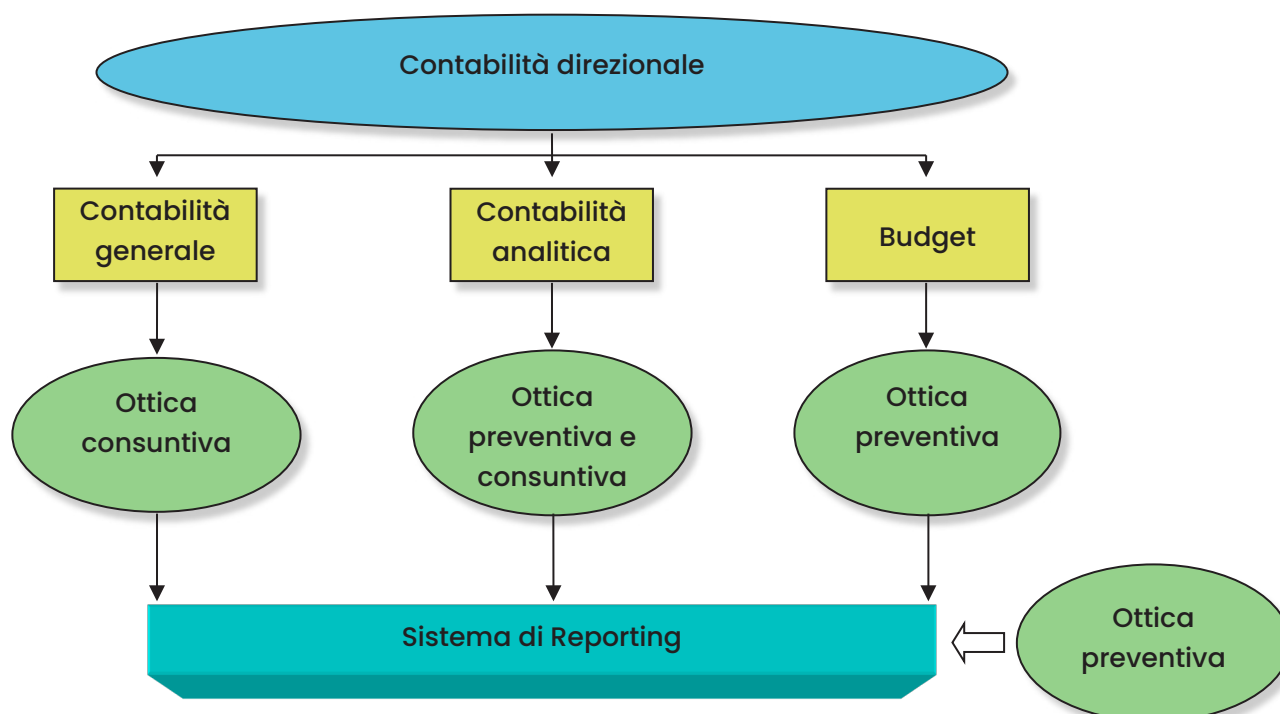 Contabilità direzionale
Contabilità
generale
Contabilità
analitica
Budget
Ottica
consuntiva
Ottica
preventiva e
consuntiva
Ottica
preventiva
Sistema di Reporting
Ottica
preventiva